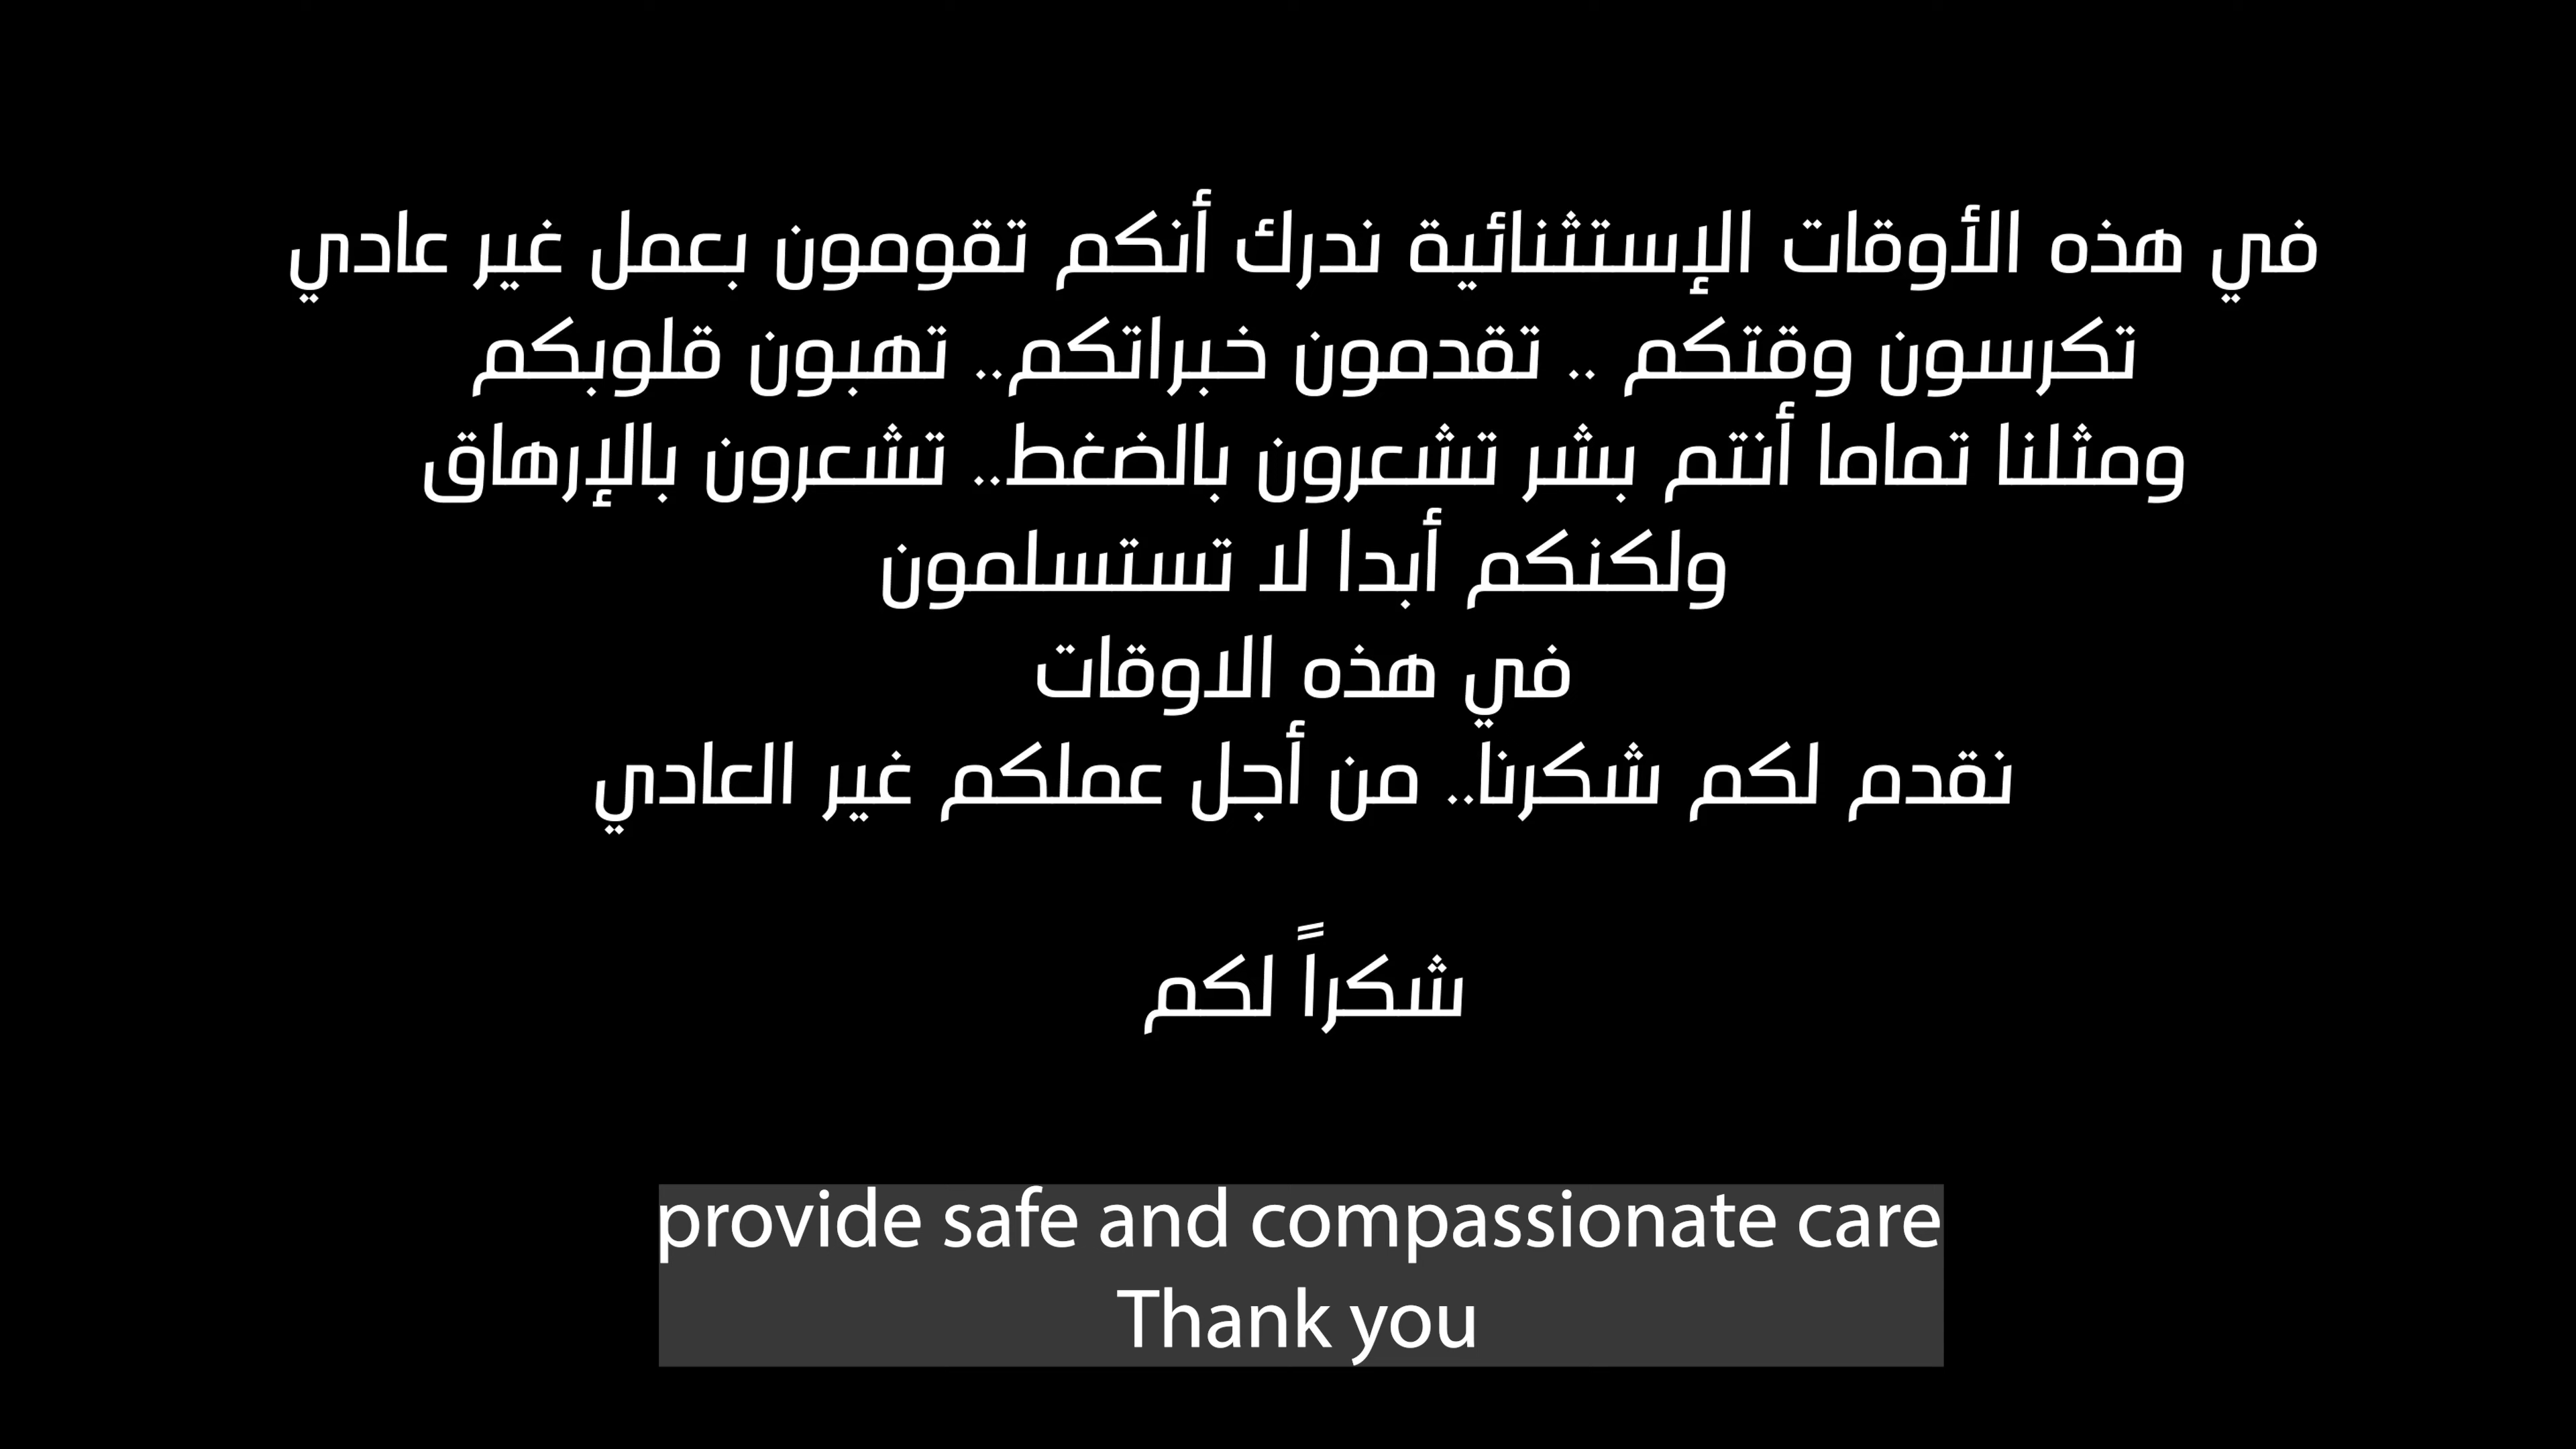 في هذه الأوقات الإستثنائية ندرك أنكم تقومون بعمل غير عادي
تكرسون وقتكم .. تقدمون خبراتكم.. تهبون قلوبكم
ومثلنا تماما أنتم بشر تشعرون بالضغط.. تشعرون بالإرهاق
ولكنكم أبدا لا تستسلمون
في هذه الاوقات
نقدم لكم شكرنا.. من أجل عملكم غير العادي
شكراً لكم
provide safe and compassionate care
Thank you